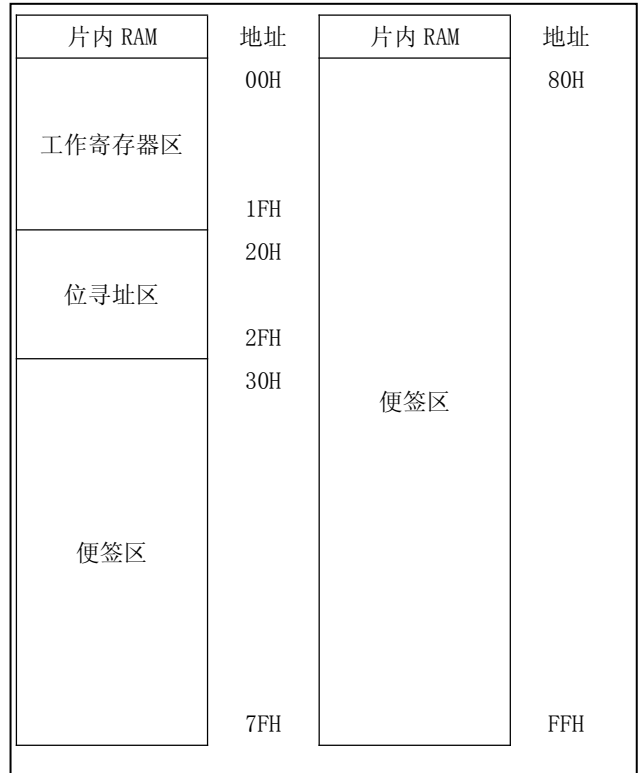 片内 RAM 地址 片内 RAM 地址
00H 80H
工作寄存器区
1FH
20H
位寻址区
2FH
30H
便签区
便签区
7FH FFH